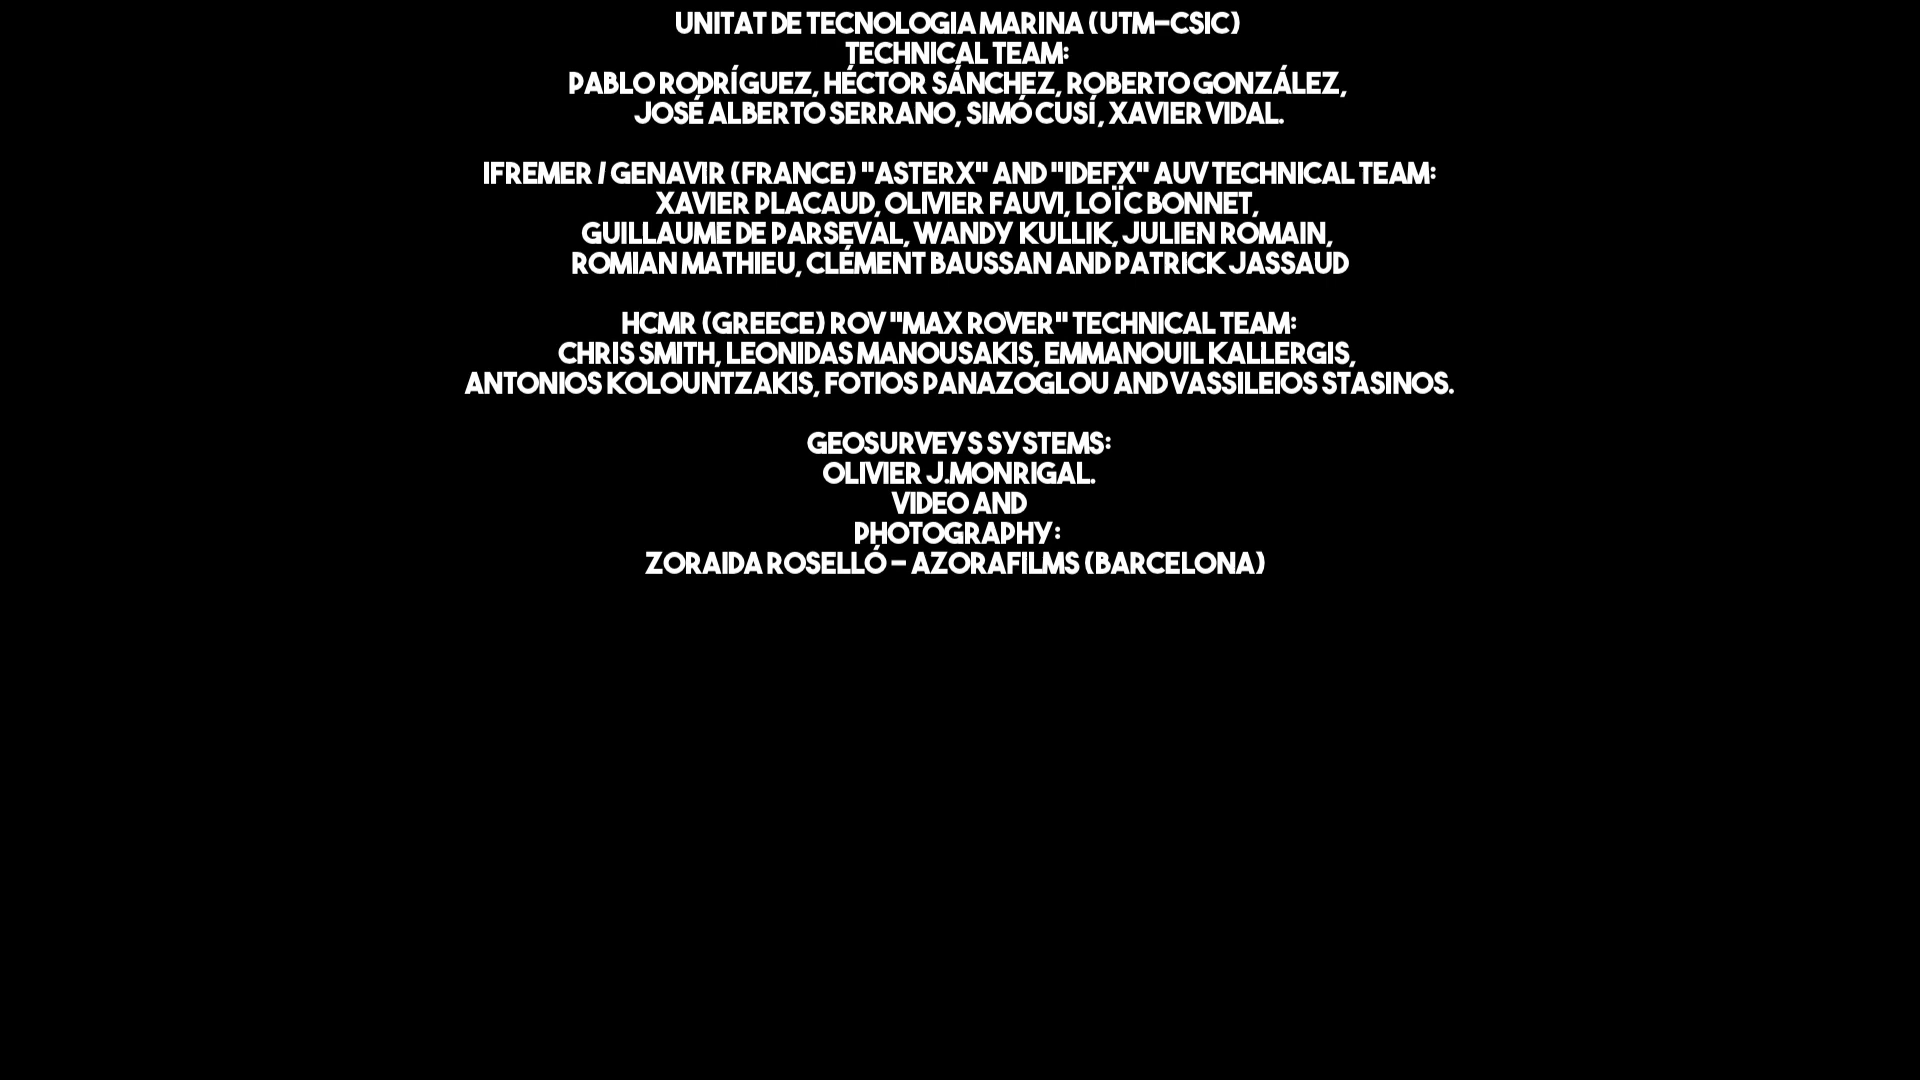 UNITAT DE TECNOLOGIA MARINA (UTM-CSIC)
TECHNICAL TEAM:
PABLO RODRÍGUEZ, HÉCTOR SÁNCHEZ, ROBERTO GONZÁLEZ,
JOSÉ ALBERTO SERRANO, SIMÓ CUSÍ, XAVIER VIDAL.
IFREMER / GENAVIR (FRANCE) "ASTERX" AND "IDEFX" AUV TECHNICAL TEAM:
XAVIER PLACAUD, OLIVIER FAUVI, LOÏC BONNET,
GUILLAUME DE PARSEVAL, WANDY KULLIK, JULIEN ROMAIN,
ROMIAN MATHIEU, CLÉMENT BAUSSAN AND PATRICK JASSAUD
HCMR (GREECE) ROV "MAX ROVER" TECHNICAL TEAM:
CHRIS SMITH, LEONIDAS MANOUSAKIS, EMMANOUIL KALLERGIS,
ANTONIOS KOLOUNTZAKIS, FOTIOS PANAZOGLOU AND VASSILEIOS STASINOS.
GEOSURVEYS SYSTEMS:
OLIVIER J.MONRIGAL.
VIDEO AND
PHOTOGRAPHY:
ZORAIDA ROSELLÓ - AZORAFILMS (BARCELONA)